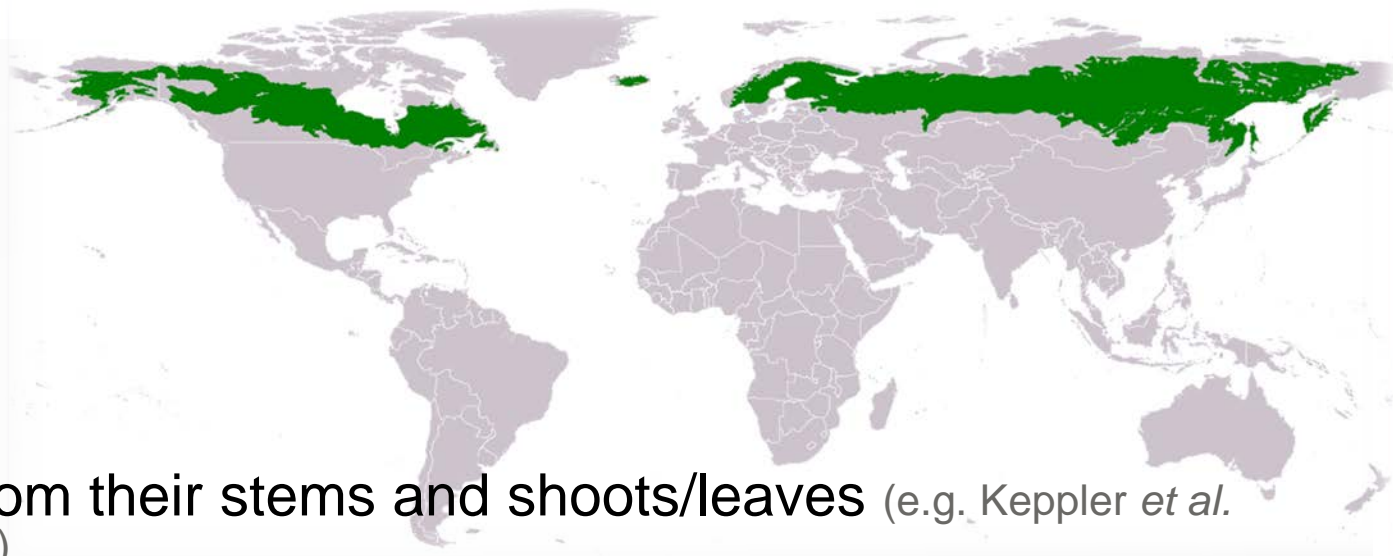 om their stems and shoots/leaves (e.g. Keppler et al.
)